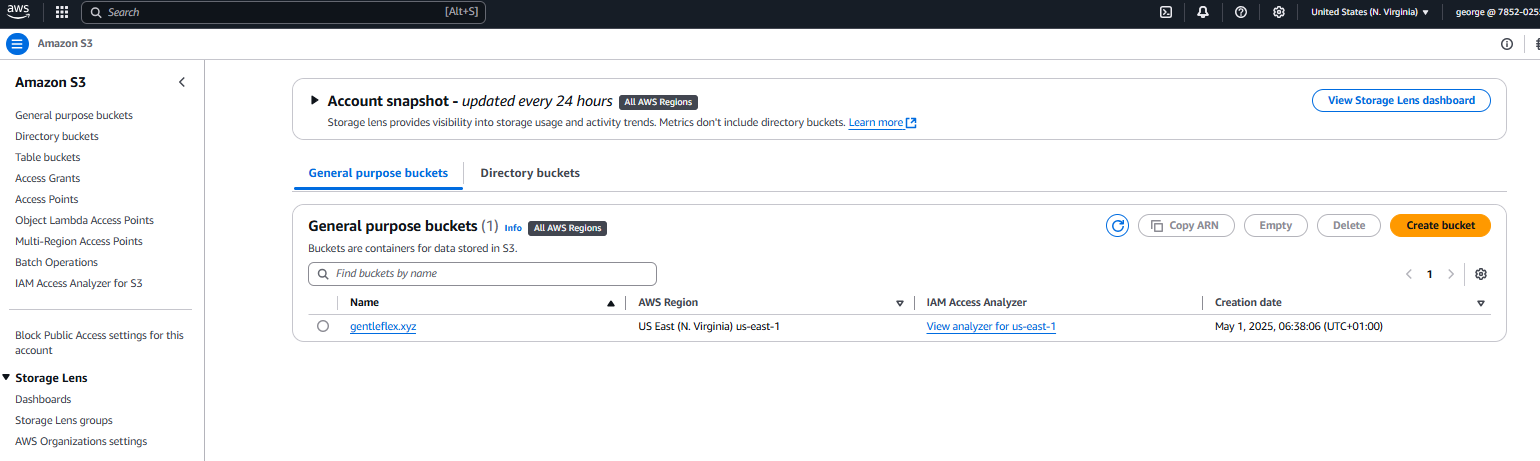 aws
Search [Alt+S]
United States (N. Virginia) ▼
george @ 7852-025
Amazon S3
Amazon S3
General purpose buckets
Directory buckets
Table buckets
Access Grants
Access Points
Object Lambda Access Points
Multi-Region Access Points
Batch Operations
IAM Access Analyzer for S3
Block Public Access settings for this
account
Storage Lens
Dashboards
Storage Lens groups
AWS Organizations settings
Account snapshot - updated every 24 hours All AWS Regions
View Storage Lens dashboard
Storage lens provides visibility into storage usage and activity trends. Metrics don't include directory buckets. Learn more
General purpose buckets Directory buckets
General purpose buckets (1) Info All AWS Regions
Copy ARN Empty Delete Create bucket
Buckets are containers for data stored in S3.
Find buckets by name
1
Name AWS Region IAM Access Analyzer Creation date
gentleflex.xyz US East (N. Virginia) us-east-1 View analyzer for us-east-1 May 1, 2025, 06:38:06 (UTC+01:00)